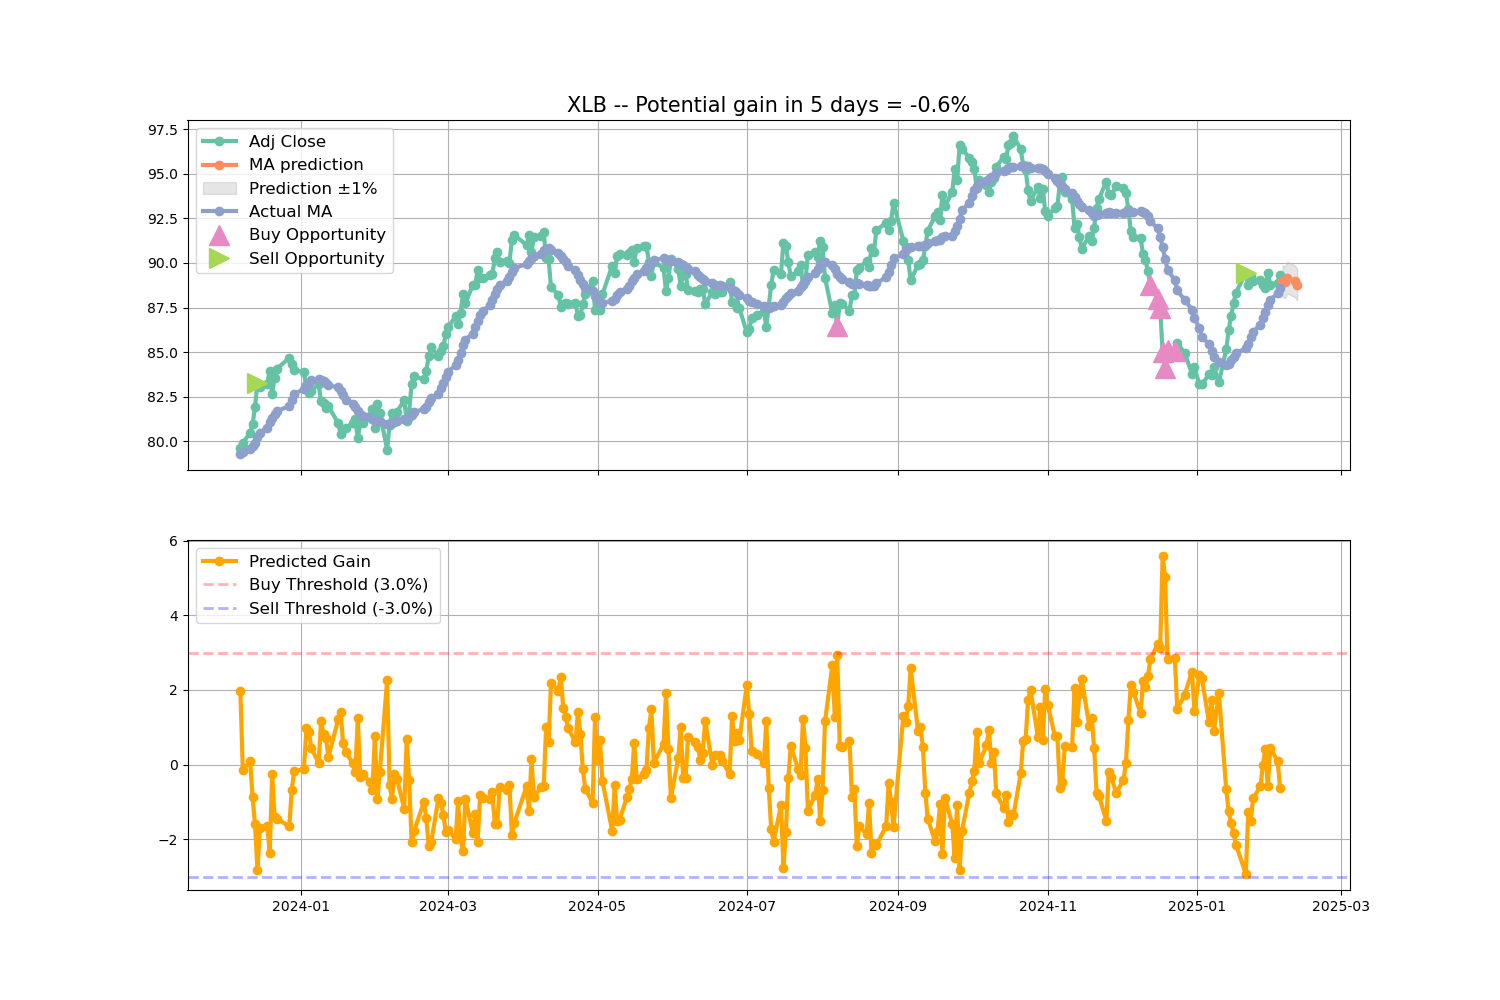 XLB -- Potential gain in 5 days = -0.6%
97.5
95.0
92.5
90.0
87.5
85.0
82.5
80.0
Adj Close
MA prediction
Prediction ±1%
Actual MA
Buy Opportunity
Sell Opportunity
6
4
2
0
−2
Predicted Gain
Buy Threshold (3.0%)
Sell Threshold (-3.0%)
2024-01
2024-03
2024-05
2024-07
2024-09
2024-11
2025-01
2025-03